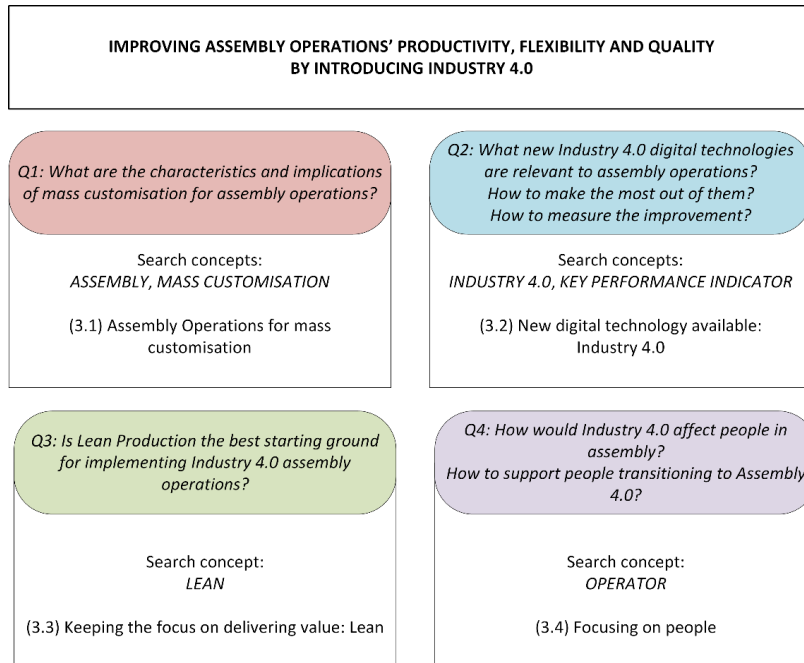 IMPROVING ASSEMBLY OPERATIONS' PRODUCTIVITY, FLEXIBILITY AND QUALITY
BY INTRODUCING INDUSTRY 4.0
Q1: What are the characteristics and implications
of mass customisation for assembly operations?
Search concepts:
ASSEMBLY, MASS CUSTOMISATION
(3.1) Assembly Operations for mass
customisation
Q2: What new Industry 4.0 digital technologies
are relevant to assembly operations?
How to make the most out of them?
How to measure the improvement?
Search concepts:
INDUSTRY 4.0, KEY PERFORMANCE INDICATOR
(3.2) New digital technology available:
Industry 4.0
Q3: Is Lean Production the best starting ground
for implementing Industry 4.0 assembly
operations?
Search concept:
LEAN
(3.3) Keeping the focus on delivering value: Lean
Q4: How would Industry 4.0 affect people in
assembly?
How to support people transitioning to Assembly
4.0?
Search concept:
OPERATOR
(3.4) Focusing on people